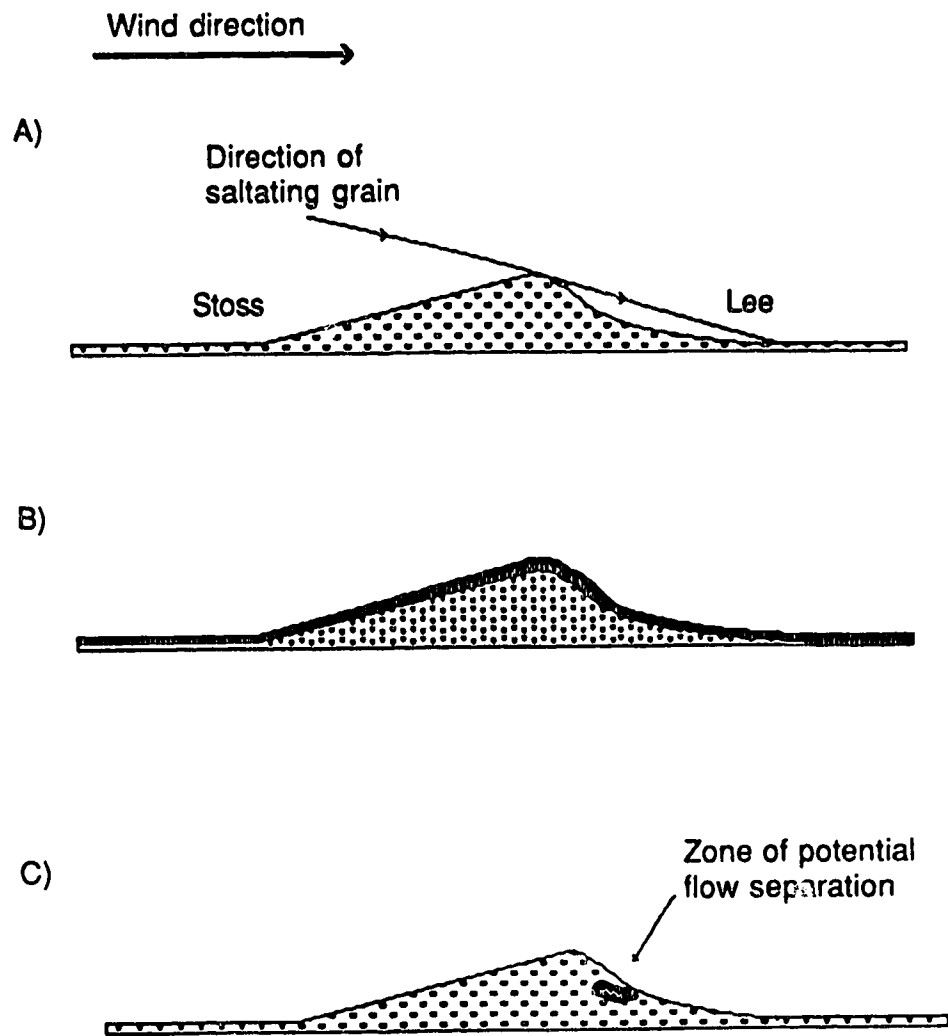 Wind direction
A)
Direction of
saltating grain
Stoss
Lee
B)
C)
Zone of potential
flow separation